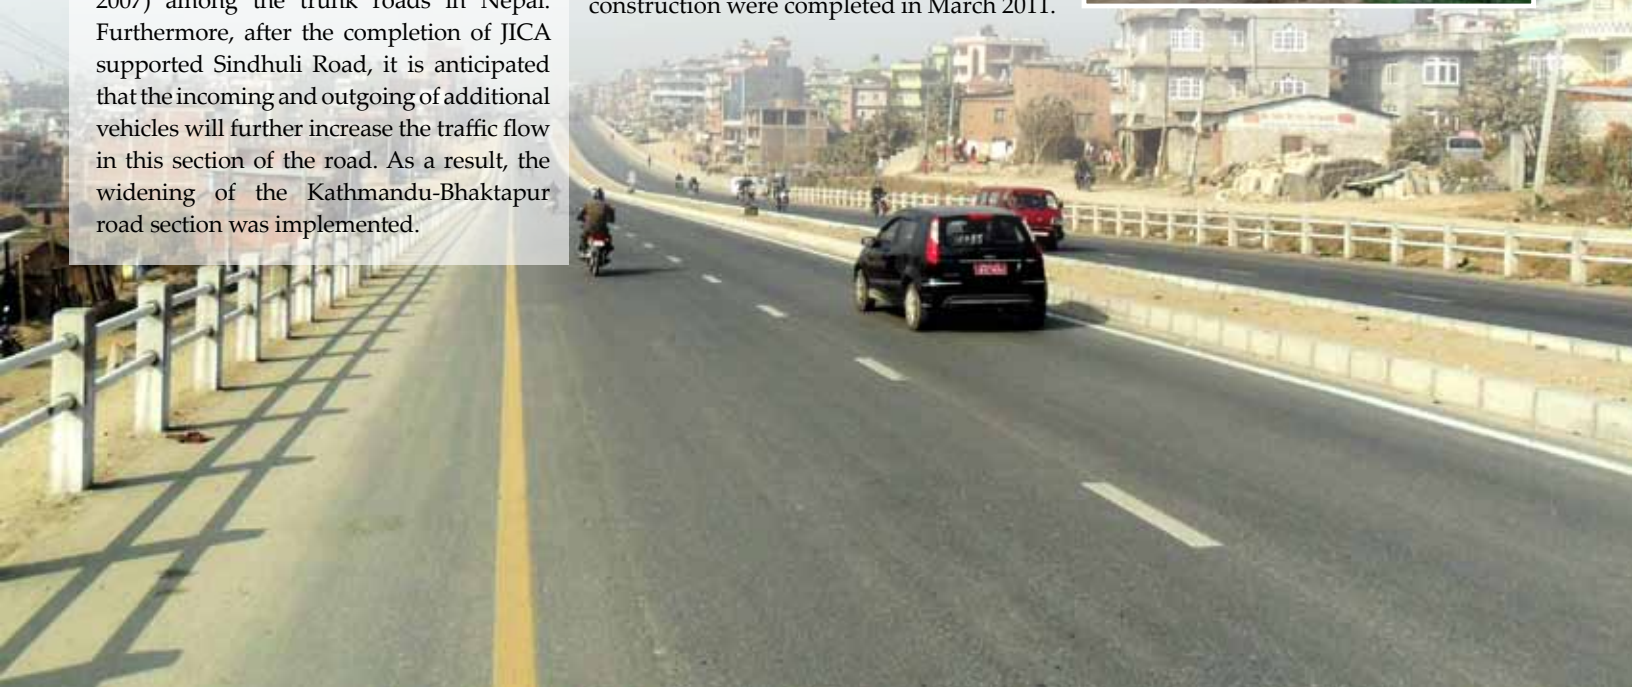 2007) among the trunk roads in Nepal.
Furthermore, after the completion of JICA
supported Sindhuli Road, it is anticipated
that the incoming and outgoing of additional
vehicles will further increase the traffic flow
in this section of the road. As a result, the
widening of the Kathmandu-Bhaktapur
road section was implemented.
construction were completed in March 2011.